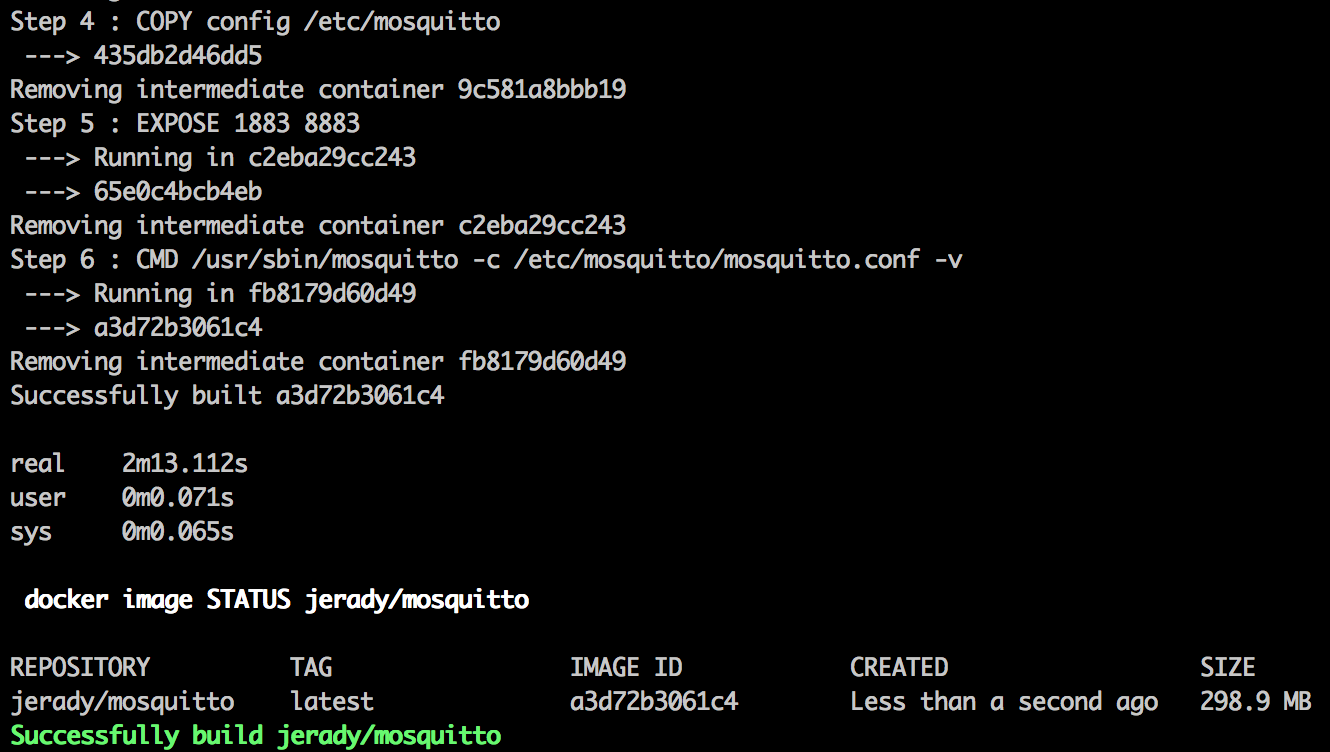 Step 4 : COPY config /etc/mosquitto
 ---> 435db2d46dd5
Removing intermediate container 9c581a8bbb19
Step 5 : EXPOSE 1883 8883
 ---> Running in c2eba29cc243
 ---> 65e0c4bcb4eb
Removing intermediate container c2eba29cc243
Step 6 : CMD /usr/sbin/mosquitto -c /etc/mosquitto/mosquitto.conf -v
 ---> Running in fb8179d60d49
 ---> a3d72b3061c4
Removing intermediate container fb8179d60d49
Successfully built a3d72b3061c4
real    2m13.112s
user    0m0.071s
sys     0m0.065s
 docker image STATUS jerady/mosquitto
REPOSITORY          TAG                 IMAGE ID            CREATED                  SIZE
jerady/mosquitto    latest              a3d72b3061c4        Less than a second ago   298.9 MB
Successfully build jerady/mosquitto